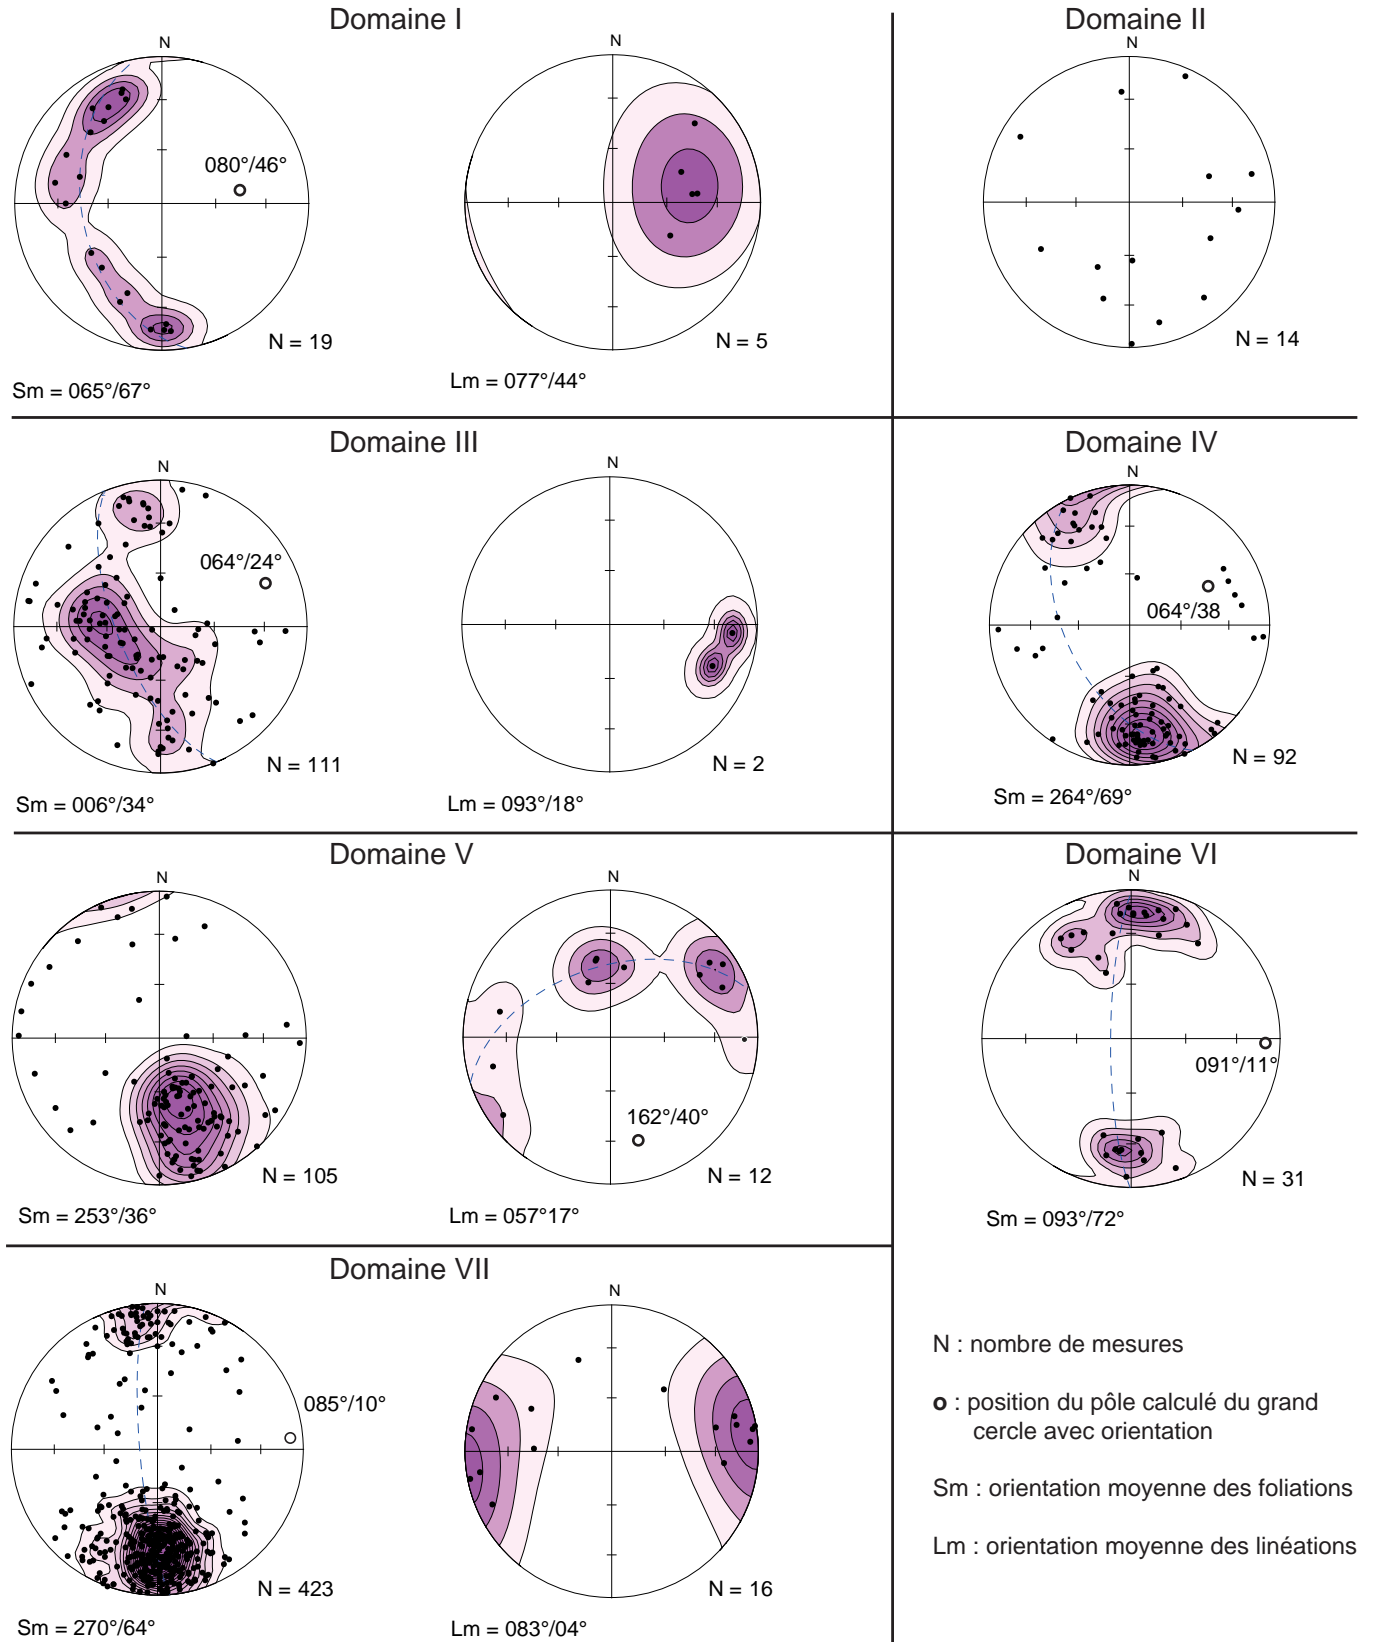 Domaine I
N
080°/46°
N = 19
Sm = 065°/67°
N
N = 5
Lm = 077°/44°
Domaine II
N
N = 14
Domaine III
N
064°/24°
N = 111
Sm = 006°/34°
N
N = 2
Lm = 093°/18°
Domaine IV
N
064°/38
N = 92
Sm = 264°/69°
Domaine V
N
N = 105
Sm = 253°/36°
N
162°/40°
N = 12
Lm = 057°17°
Domaine VI
N
091°/11°
N = 31
Sm = 093°/72°
Domaine VII
N
085°/10°
N = 423
Sm = 270°/64°
N
N = 16
Lm = 083°/04°
N : nombre de mesures
o : position du pôle calculé du grand
cercle avec orientation
Sm : orientation moyenne des foliations
Lm : orientation moyenne des linéations